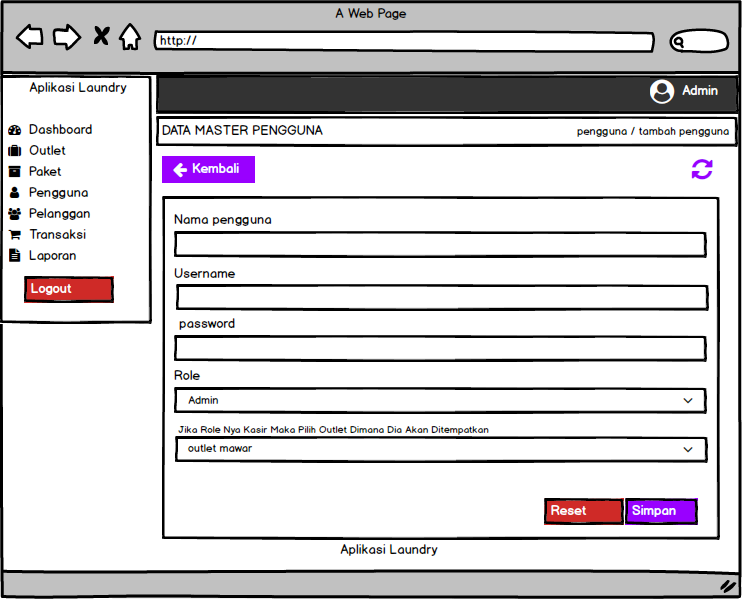 A Web Page
http://
Aplikasi Laundry
Admin
Dashboard
Outlet
Paket
Pengguna
Pelanggan
Transaksi
Laporan
Logout
DATA MASTER PENGGUNA
pengguna / tambah pengguna
Kembali
Nama pengguna
Username
password
Role
Admin
Jika Role Nya Kasir Maka Pilih Outlet Dimana Dia Akan Ditempatkan
outlet mawar
Reset
Simpan
Aplikasi Laundry